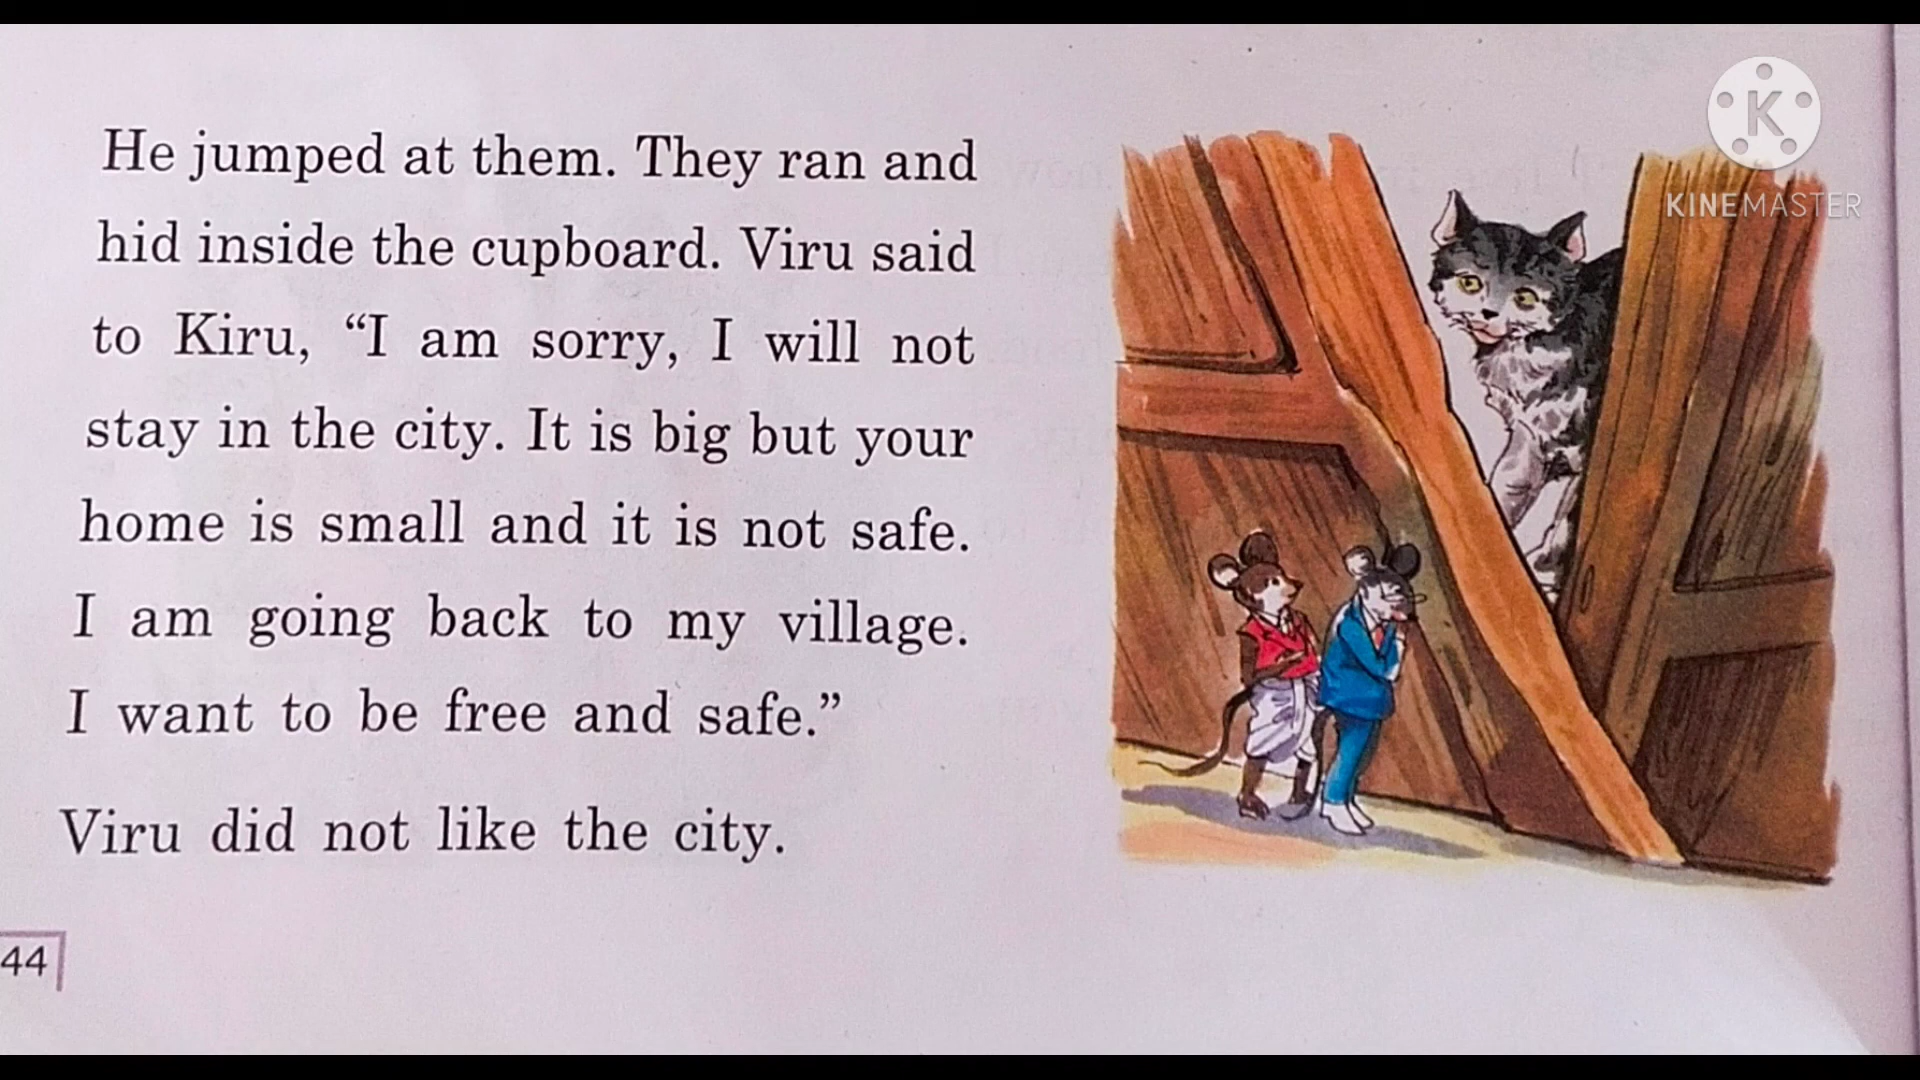 He jumped at them. They ran and
hid inside the cupboard. Viru said
to Kiru, “I am sorry, I will not
stay in the city. It is big but your
home is small and it is not safe.
I am going back to my village.
I want to be free and safe.”
Viru did not like the city.
44
K
KINEMASTER